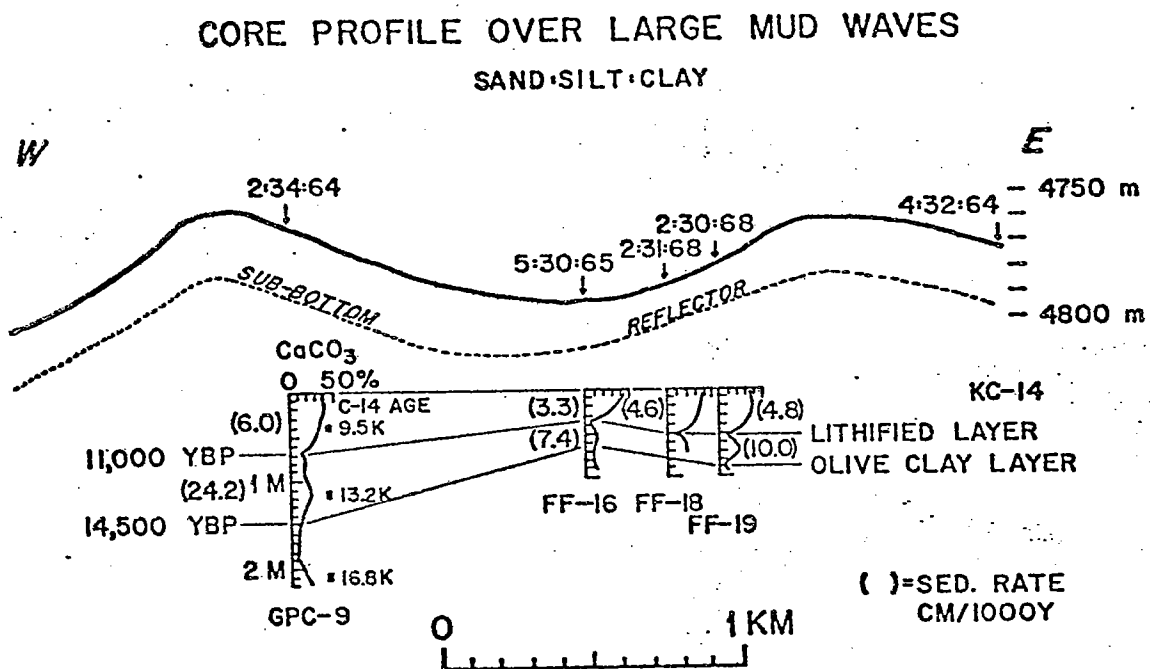 CORE PROFILE OVER LARGE MUD WAVES
SAND:SILT:CLAY
W
E
2:34:64
5:30:65
2:31:68
2:30:68
4:32:64
4750 m
4800 m
SUB-BOTTOM
REFLECTOR
CaCO3
0 50%
C-14 AGE
(6.0)
9.5K
11,000 YBP
(24.2) 1 M
13.2K
14,500 YBP
2 M
16.8K
GPC-9
(3.3)
(7.4)
FF-16
(4.6)
FF-18
(4.8)
(10.0)
FF-19
KC-14
LITHIFIED LAYER
OLIVE CLAY LAYER
( )=SED. RATE
CM/1000Y
0 1 KM